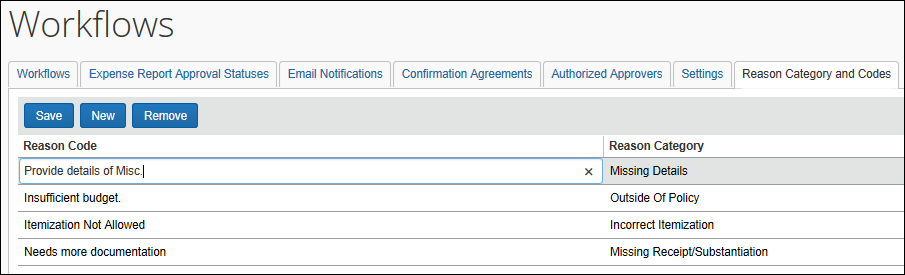 Workflows
Workflows Expense Report Approval Statuses Email Notifications Confirmation Agreements Authorized Approvers Settings Reason Category and Codes
Save New Remove
Reason Code Reason Category
Provide details of Misc. × Missing Details
Insufficient budget. Outside Of Policy
Itemization Not Allowed Incorrect Itemization
Needs more documentation Missing Receipt/Substantiation